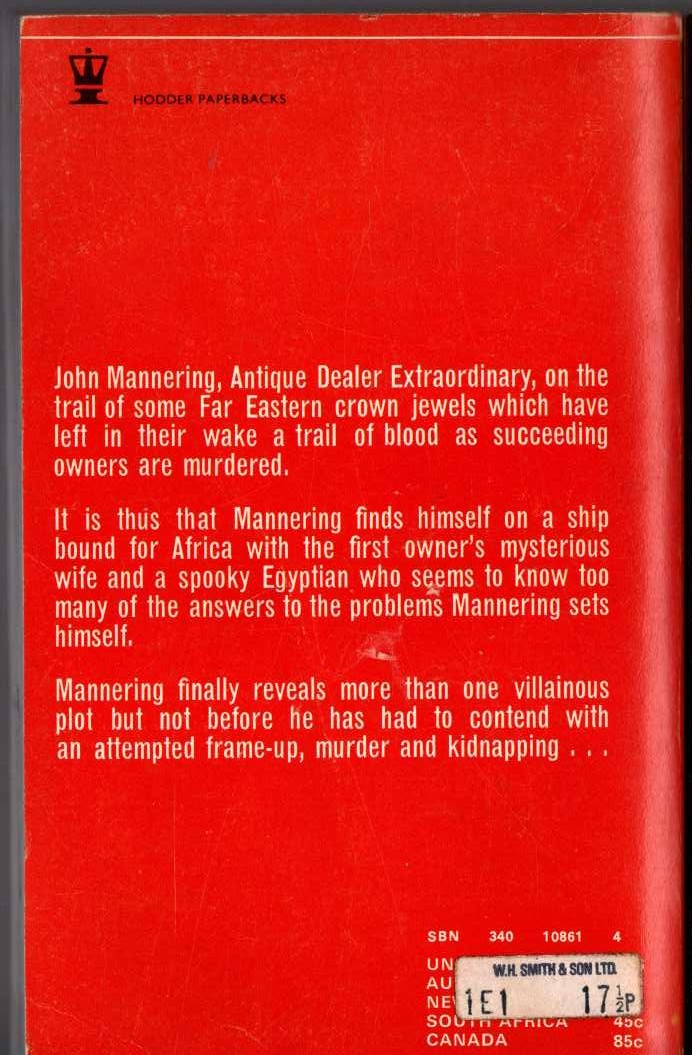 HODDER PAPERBACKS
John Mannering, Antique Dealer Extraordinary, on the
trail of some Far Eastern crown jewels which have
left in their wake a trail of blood as succeeding
owners are murdered.
It is thus that Mannering finds himself on a ship
bound for Africa with the first owner's mysterious
wife and a spooky Egyptian who seems to know too
many of the answers to the problems Mannering sets
himself.
Mannering finally reveals more than one villainous
plot but not before he has had to contend with
an attempted frame-up, murder and kidnapping . . .
SBN 340 10861 4
UN
AU
NE
W.H. SMITH & SON LTD.
1E1 17½P
SOUTH AFRICA 45c
CANADA 85c